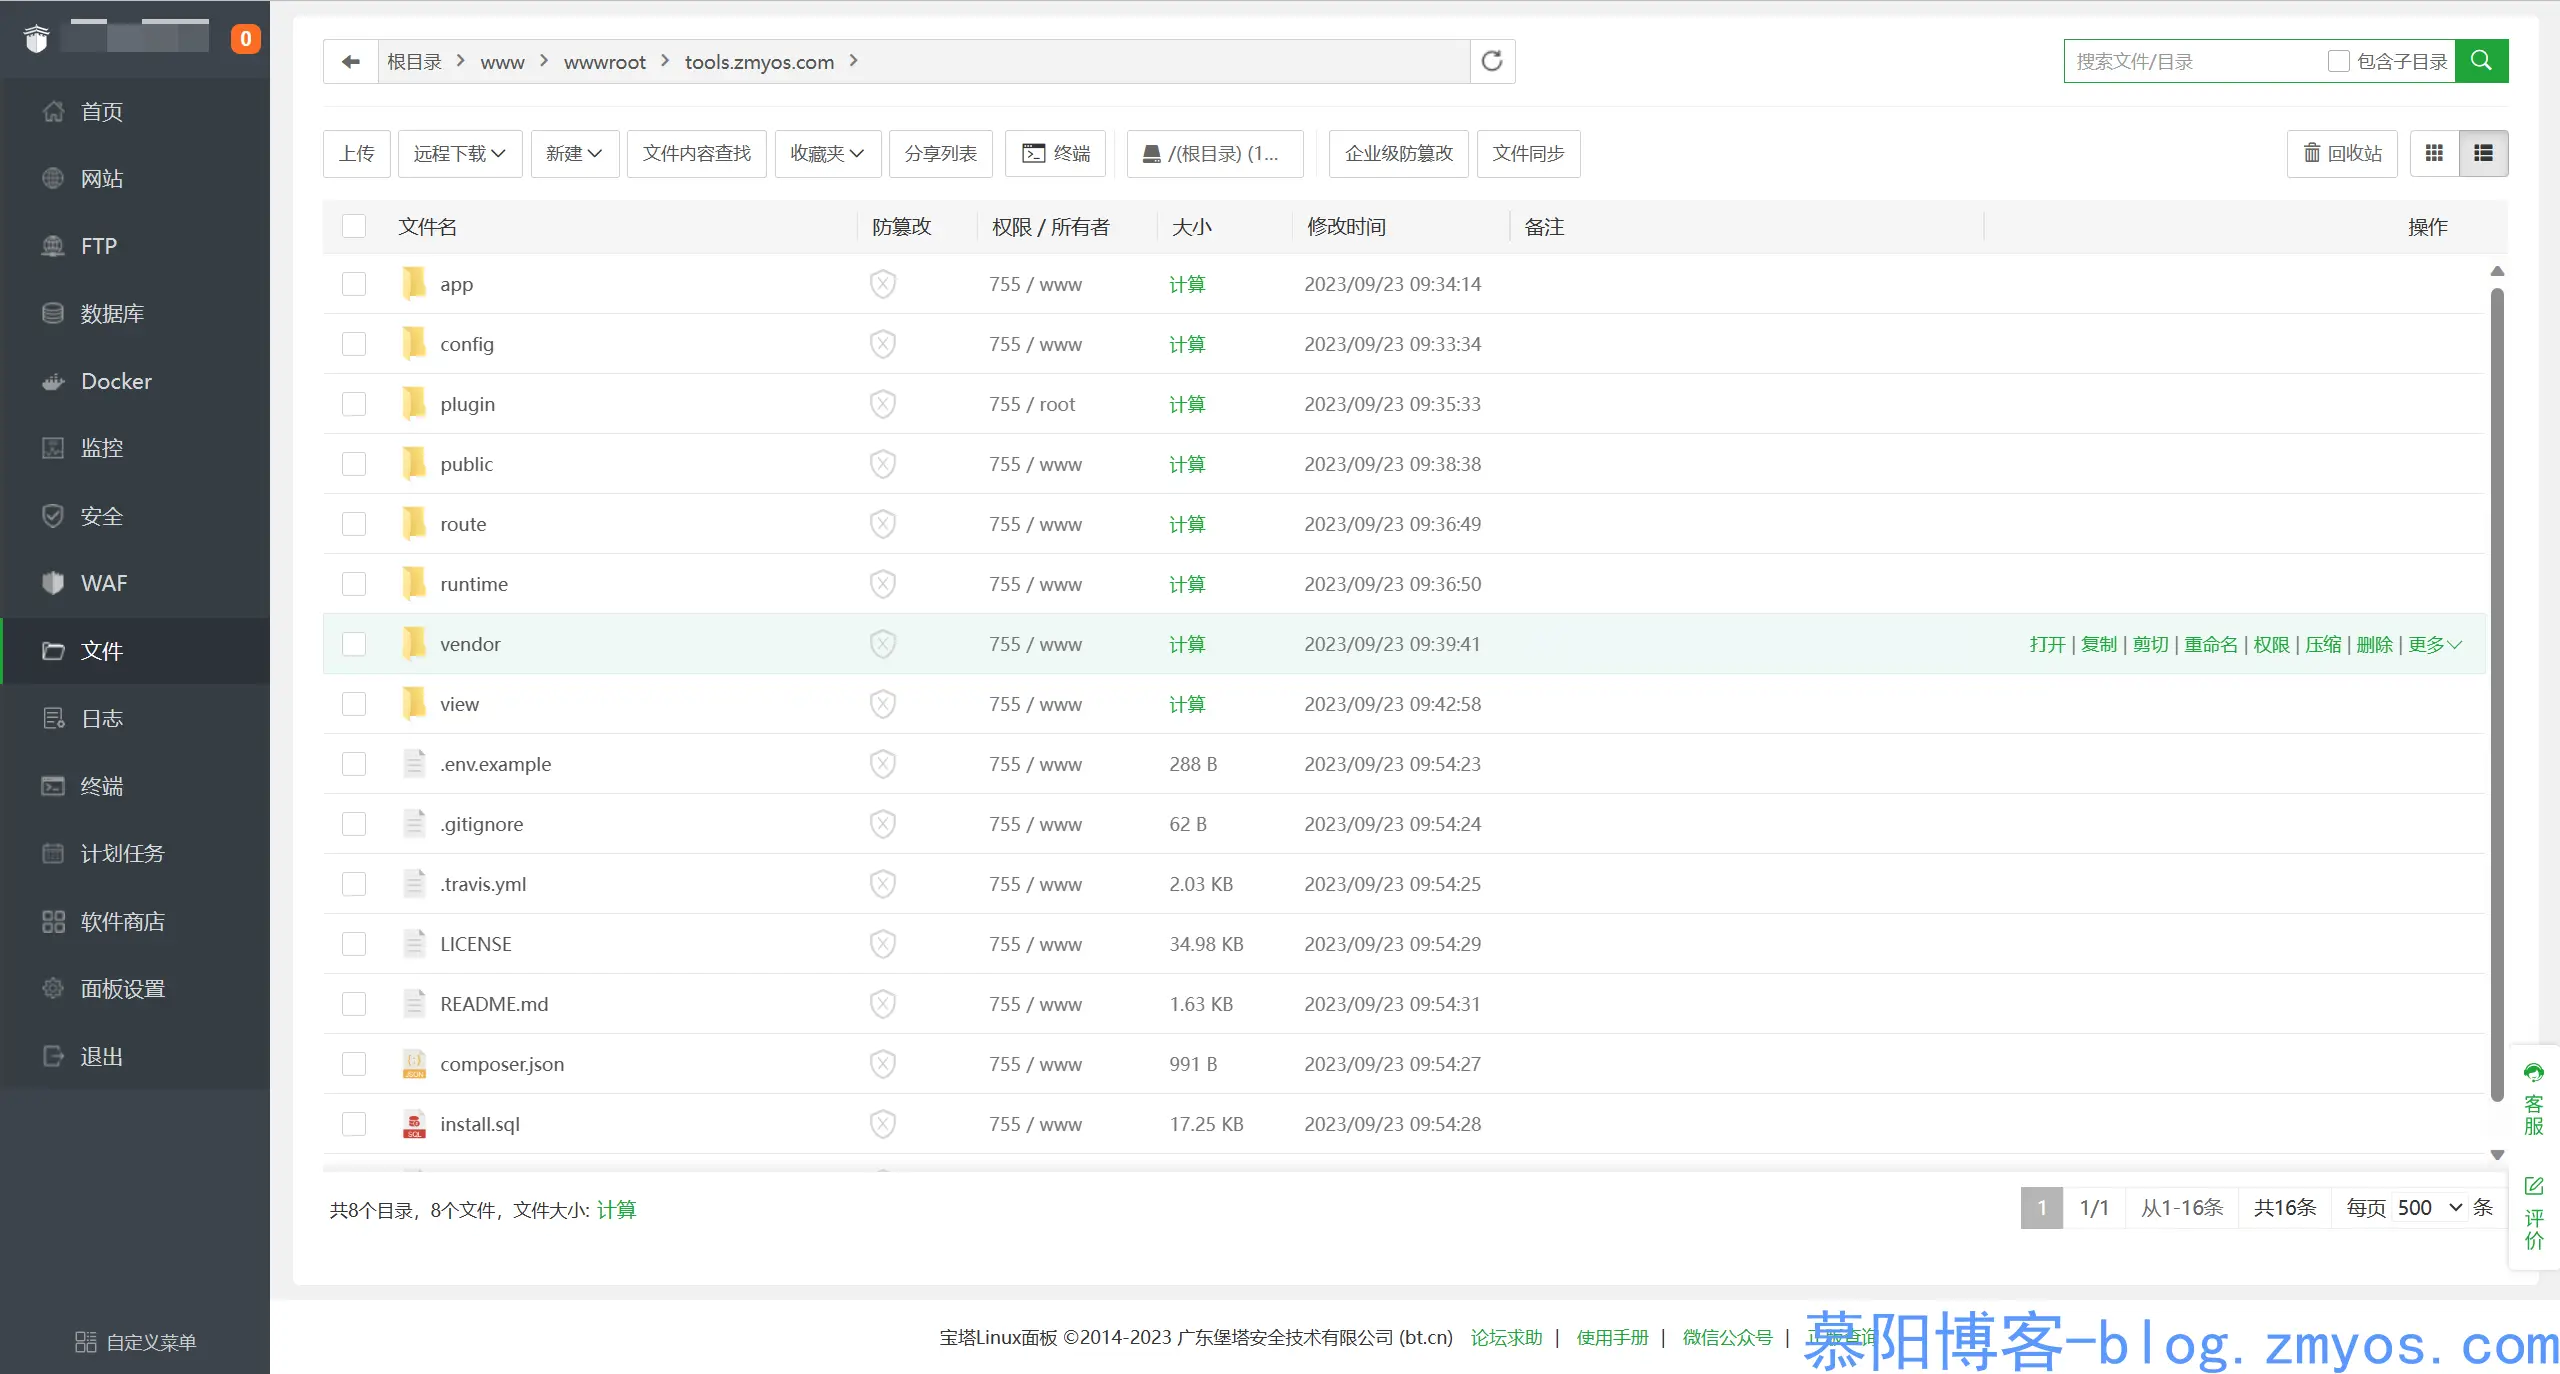 0
首页
网站
FTP
数据库
Docker
监控
安全
WAF
文件
日志
终端
计划任务
软件商店
面板设置
退出
自定义菜单
根目录 > www > wwwroot > tools.zmyos.com >
搜索文件/目录 包含子目录
上传 远程下载 新建 文件内容查找 收藏夹 分享列表 终端 /(根目录) (1... 企业级防篡改 文件同步 回收站
文件名 防篡改 权限 / 所有者 大小 修改时间 备注 操作
app 755 / www 计算 2023/09/23 09:34:14
config 755 / www 计算 2023/09/23 09:33:34
plugin 755 / root 计算 2023/09/23 09:35:33
public 755 / www 计算 2023/09/23 09:38:38
route 755 / www 计算 2023/09/23 09:36:49
runtime 755 / www 计算 2023/09/23 09:36:50
vendor 755 / www 计算 2023/09/23 09:39:41 打开 | 复制 | 剪切 | 重命名 | 权限 | 压缩 | 删除 | 更多
view 755 / www 计算 2023/09/23 09:42:58
.env.example 755 / www 288 B 2023/09/23 09:54:23
.gitignore 755 / www 62 B 2023/09/23 09:54:24
.travis.yml 755 / www 2.03 KB 2023/09/23 09:54:25
LICENSE 755 / www 34.98 KB 2023/09/23 09:54:29
README.md 755 / www 1.63 KB 2023/09/23 09:54:31
composer.json 755 / www 991 B 2023/09/23 09:54:27
install.sql 755 / www 17.25 KB 2023/09/23 09:54:28
共8个目录，8个文件，文件大小: 计算
1 1/1 从1-16条 共16条 每页 500 条
客服
评价
宝塔Linux面板 ©2014-2023 广东堡塔安全技术有限公司 (bt.cn) 论坛求助 | 使用手册 | 微信公众号 | 正版查询
慕阳博客-blog.zmyos.com